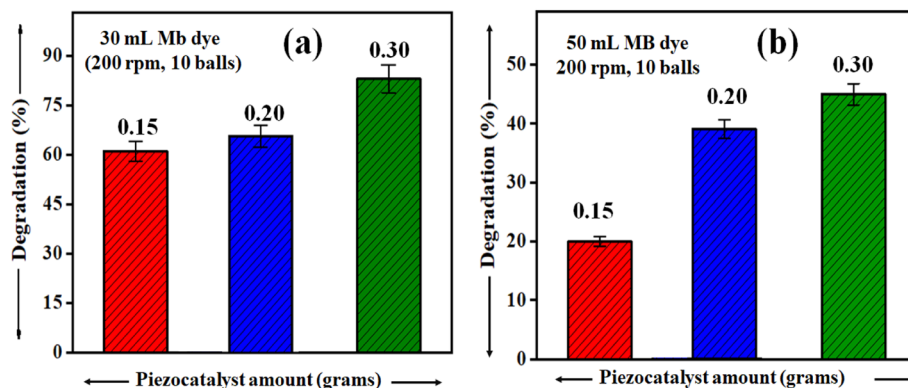 30 mL Mb dye
(200 rpm, 10 balls)
(a)
Degradation (%)
90
75
60
45
30
15
0
0.15
0.20
0.30
Piezocatalyst amount (grams)
50 mL MB dye
200 rpm, 10 balls
(b)
Degradation (%)
50
40
30
20
10
0
0.15
0.20
0.30
Piezocatalyst amount (grams)